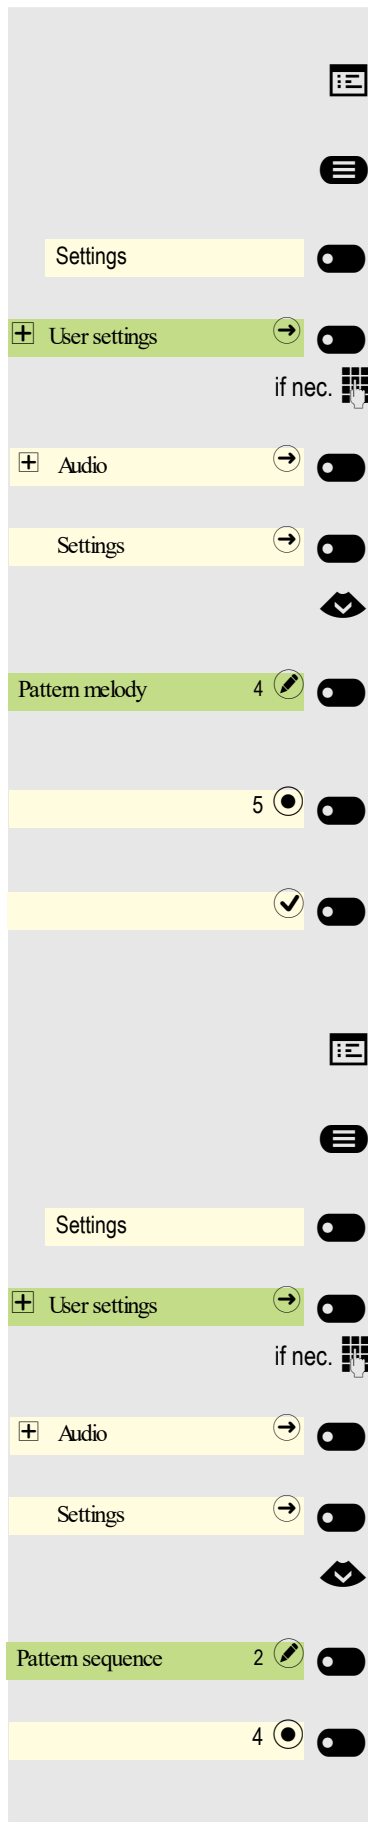 Settings
User settings
if nec.
Audio
Settings
Pattern melody 4
5
Settings
User settings
if nec.
Audio
Settings
Pattern sequence 2
4